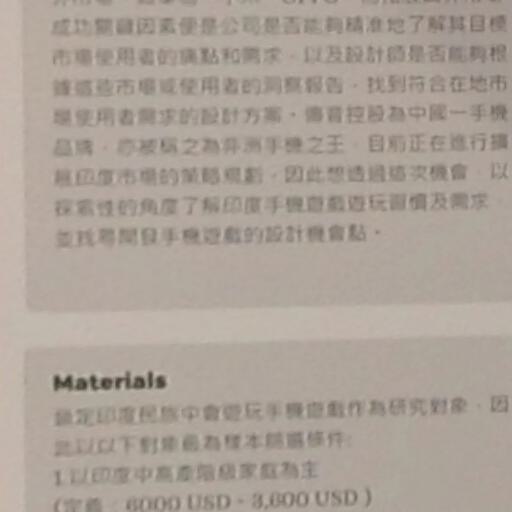 成功關鍵因素便是公司是否能夠精準地了解其目標
市場使用者的痛點和需求，以及設計師是否能夠根
據這些市場或使用者的洞察報告，找到符合在地市
場使用者需求的設計方案。傳音控股為中國一手機
品牌，亦被稱之為非洲手機之王，目前正在進行擴
展印度市場的策略規劃，因此想透過這次機會，以
探索性的角度了解印度手機遊戲遊玩習慣及需求，
並找尋開發手機遊戲的設計機會點。
Materials
鎖定印度民族中會遊玩手機遊戲作為研究對象，因
此以以下對象最為樣本篩選條件:
1.以印度中高產階級家庭為主
(定義：6000 USD - 3,600 USD )